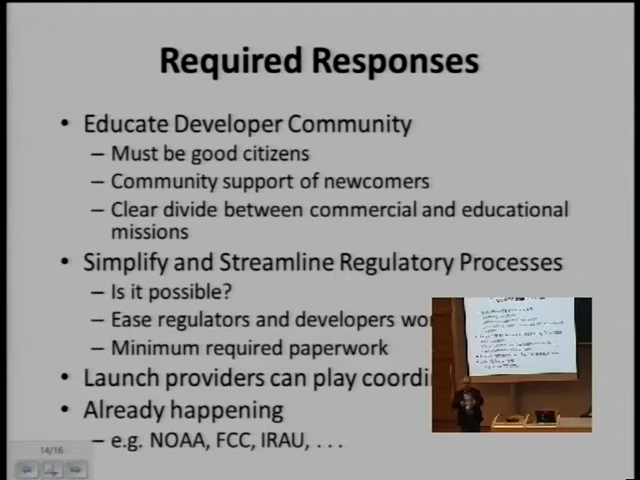 Required Responses
• Educate Developer Community
– Must be good citizens
– Community support of newcomers
– Clear divide between commercial and educational
missions
• Simplify and Streamline Regulatory Processes
– Is it possible?
– Ease regulators and developers wo
– Minimum required paperwork
• Launch providers can play coordi
• Already happening
– e.g. NOAA, FCC, IRAU, . . .
14/16